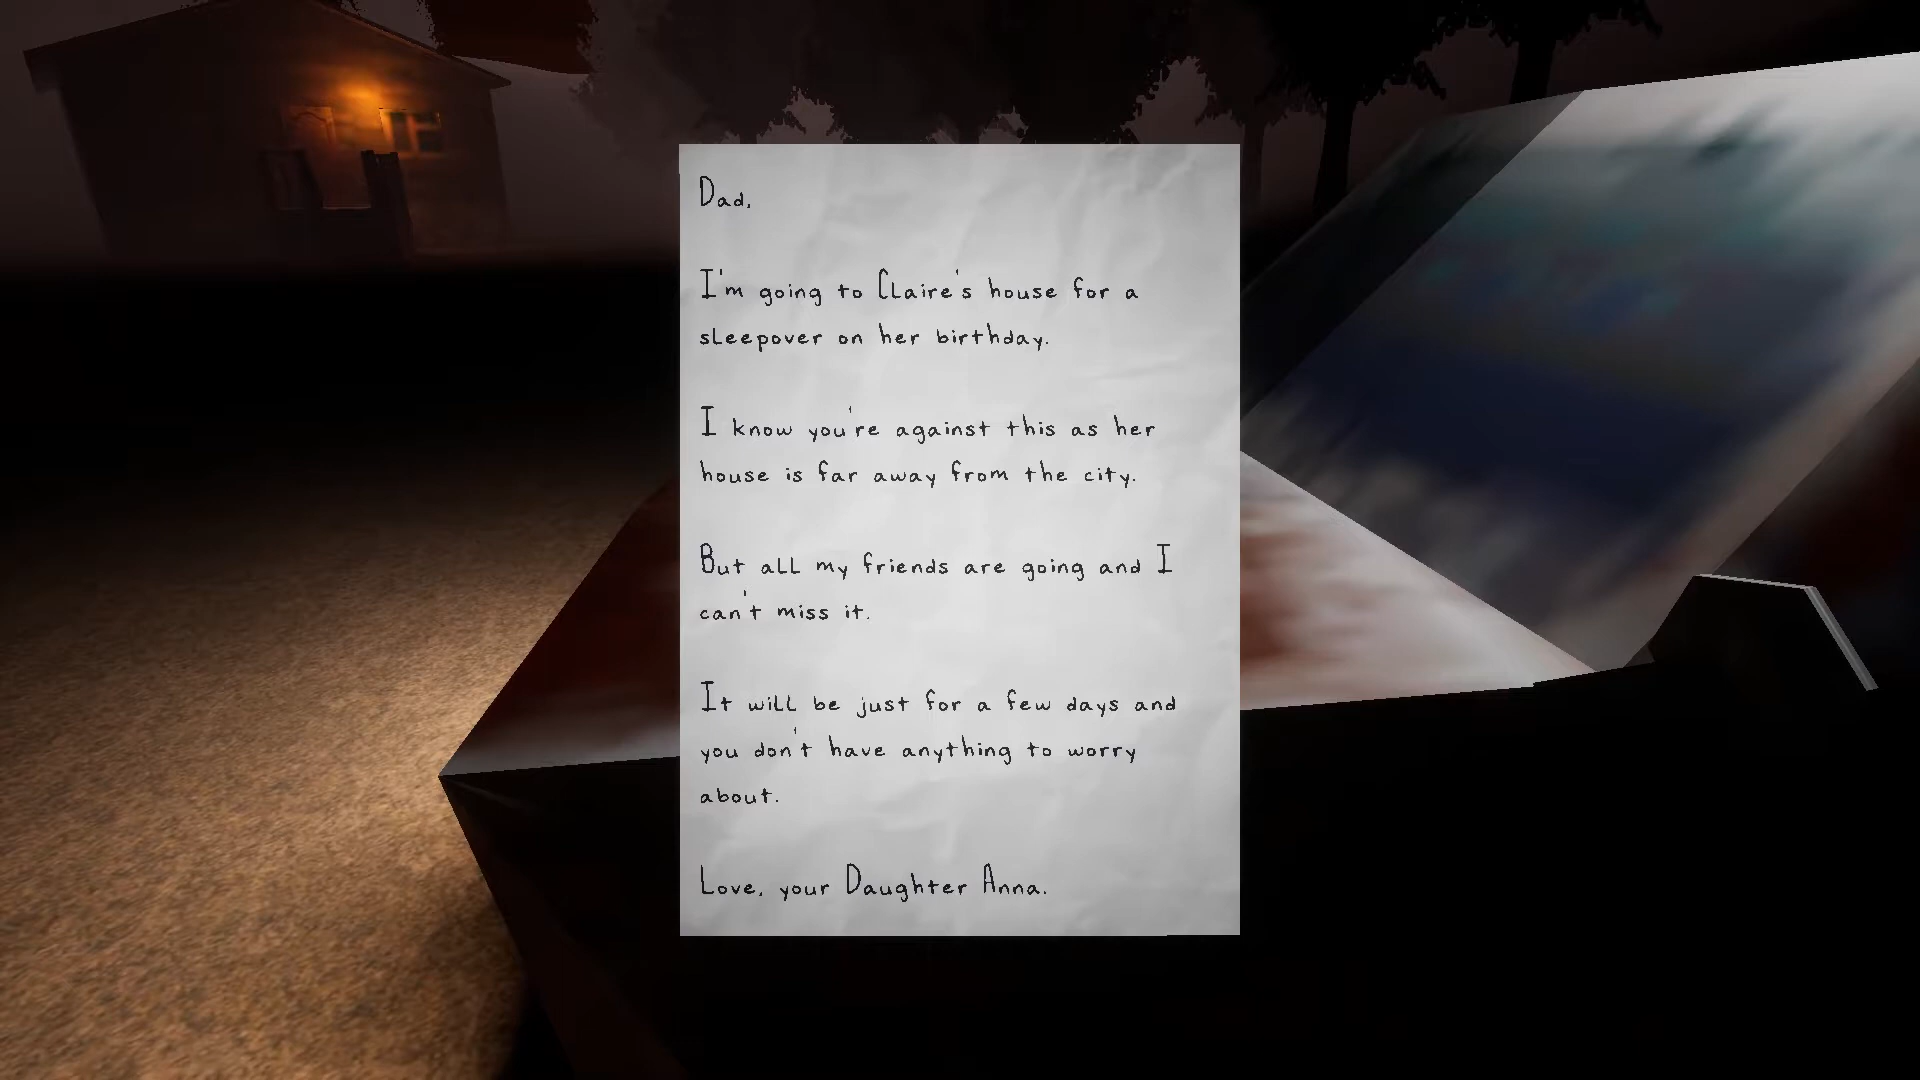 Dad,
I'm going to Claire's house for a
sleepover on her birthday.
I know you're against this as her
house is far away from the city.
But all my friends are going and I
can't miss it.
It will be just for a few days and
you don't have anything to worry
about.
Love, your Daughter Anna.